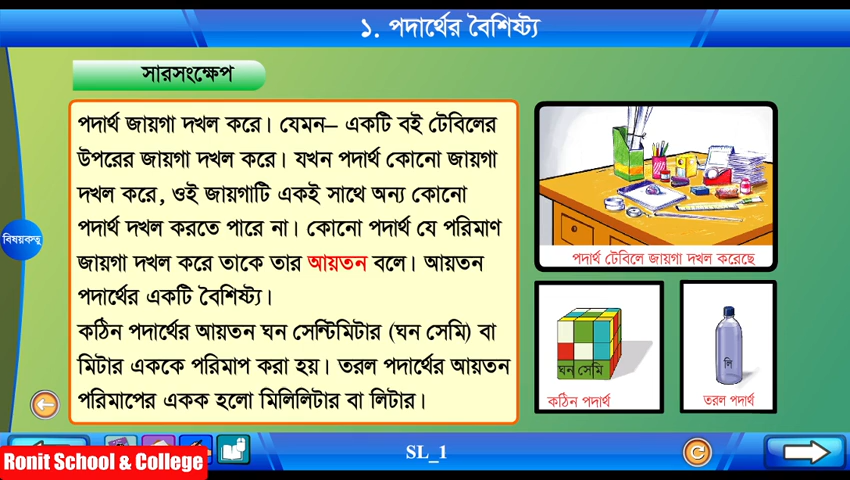 ১. পদার্থের বৈশিষ্ট্য
সারসংক্ষেপ
পদার্থ জায়গা দখল করে। যেমন– একটি বই টেবিলের
উপরের জায়গা দখল করে। যখন পদার্থ কোনো জায়গা
দখল করে, ওই জায়গাটি একই সাথে অন্য কোনো
পদার্থ দখল করতে পারে না। কোনো পদার্থ যে পরিমাণ
জায়গা দখল করে তাকে তার আয়তন বলে। আয়তন
পদার্থের একটি বৈশিষ্ট্য।
কঠিন পদার্থের আয়তন ঘন সেন্টিমিটার (ঘন সেমি) বা
মিটার এককে পরিমাপ করা হয়। তরল পদার্থের আয়তন
পরিমাপের একক হলো মিলিলিটার বা লিটার।
পদার্থ টেবিলে জায়গা দখল করেছে
ঘন সেমি
কঠিন পদার্থ
লি
তরল পদার্থ
বিষয়বস্তু
SL_1
Ronit School & College